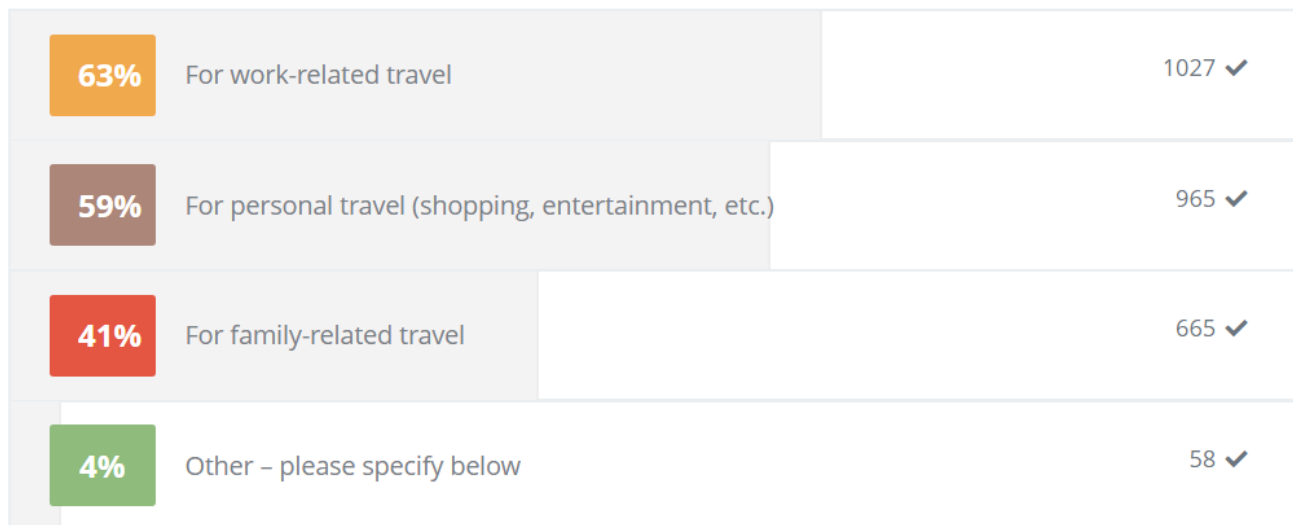 63% For work-related travel 1027
59% For personal travel (shopping, entertainment, etc.) 965
41% For family-related travel 665
4% Other – please specify below 58